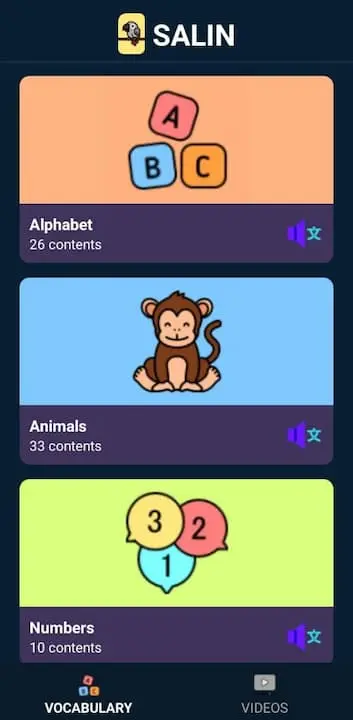 SALIN
A
B C
Alphabet
26 contents
文
Animals
33 contents
文
3 2
1
Numbers
10 contents
文
A
B C
VOCABULARY
VIDEOS